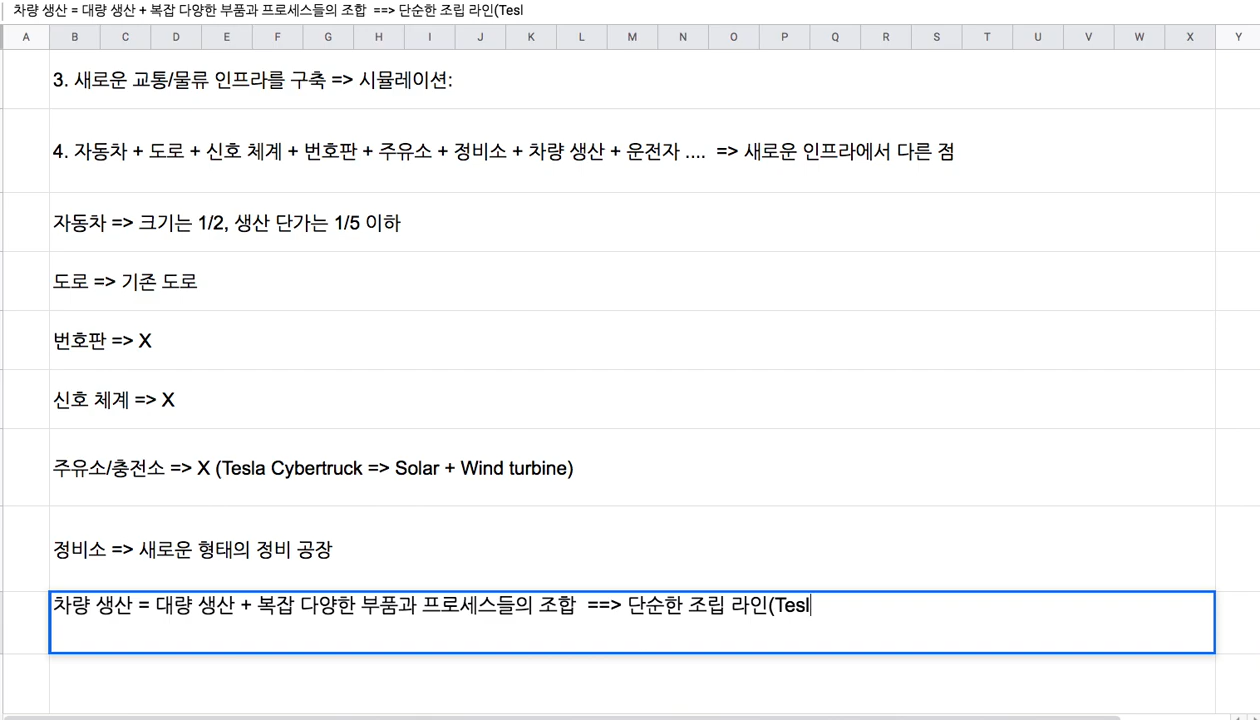 차량 생산 = 대량 생산 + 복잡 다양한 부품과 프로세스들의 조합 ==> 단순한 조립 라인(Tesl
A B C D E F G H I J K L M N O P Q R S T U V W X Y
3. 새로운 교통/물류 인프라를 구축 => 시뮬레이션:
4. 자동차 + 도로 + 신호 체계 + 번호판 + 주유소 + 정비소 + 차량 생산 + 운전자 .... => 새로운 인프라에서 다른 점
자동차 => 크기는 1/2, 생산 단가는 1/5 이하
도로 => 기존 도로
번호판 => X
신호 체계 => X
주유소/충전소 => X (Tesla Cybertruck => Solar + Wind turbine)
정비소 => 새로운 형태의 정비 공장
차량 생산 = 대량 생산 + 복잡 다양한 부품과 프로세스들의 조합 ==> 단순한 조립 라인(Tesl